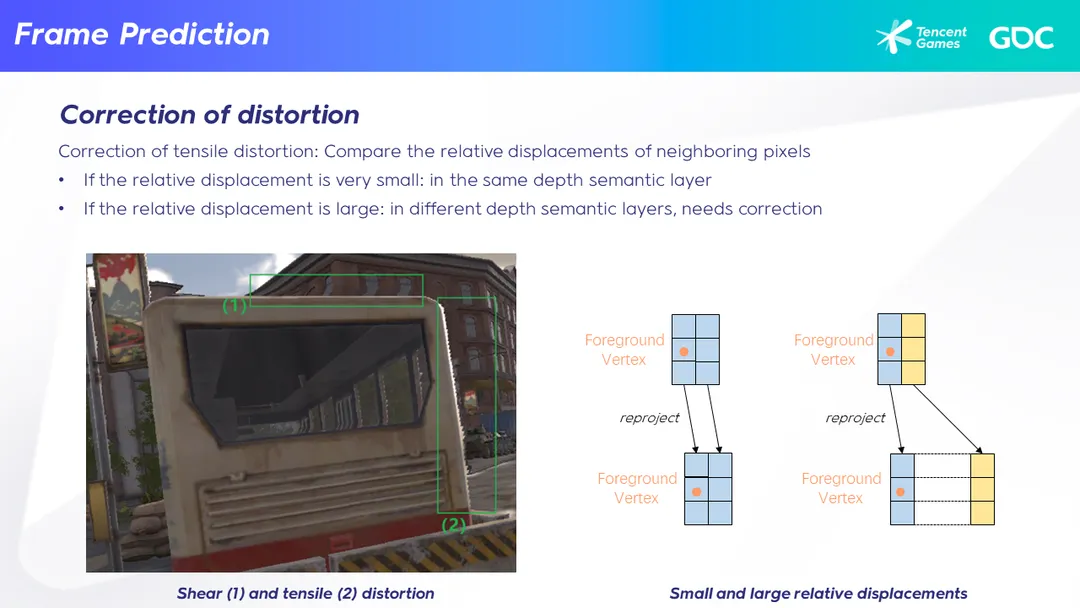 Frame Prediction
Tencent
Games
GDC
Correction of distortion
Correction of tensile distortion: Compare the relative displacements of neighboring pixels
• If the relative displacement is very small: in the same depth semantic layer
• If the relative displacement is large: in different depth semantic layers, needs correction
(1)
(2)
Foreground
Vertex
Foreground
Vertex
reproject
reproject
Foreground
Vertex
Foreground
Vertex
Shear (1) and tensile (2) distortion
Small and large relative displacements